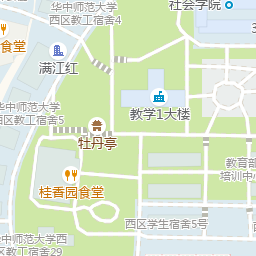 华中师范大学
西区教工宿舍4
社会学院
食堂
满江红
华中师范大学
西区教工宿舍5
教学1大楼
牡丹亭
教育部
培训中心
桂香园食堂
西区学生宿舍5号
华中师范大学西
区教工宿舍29